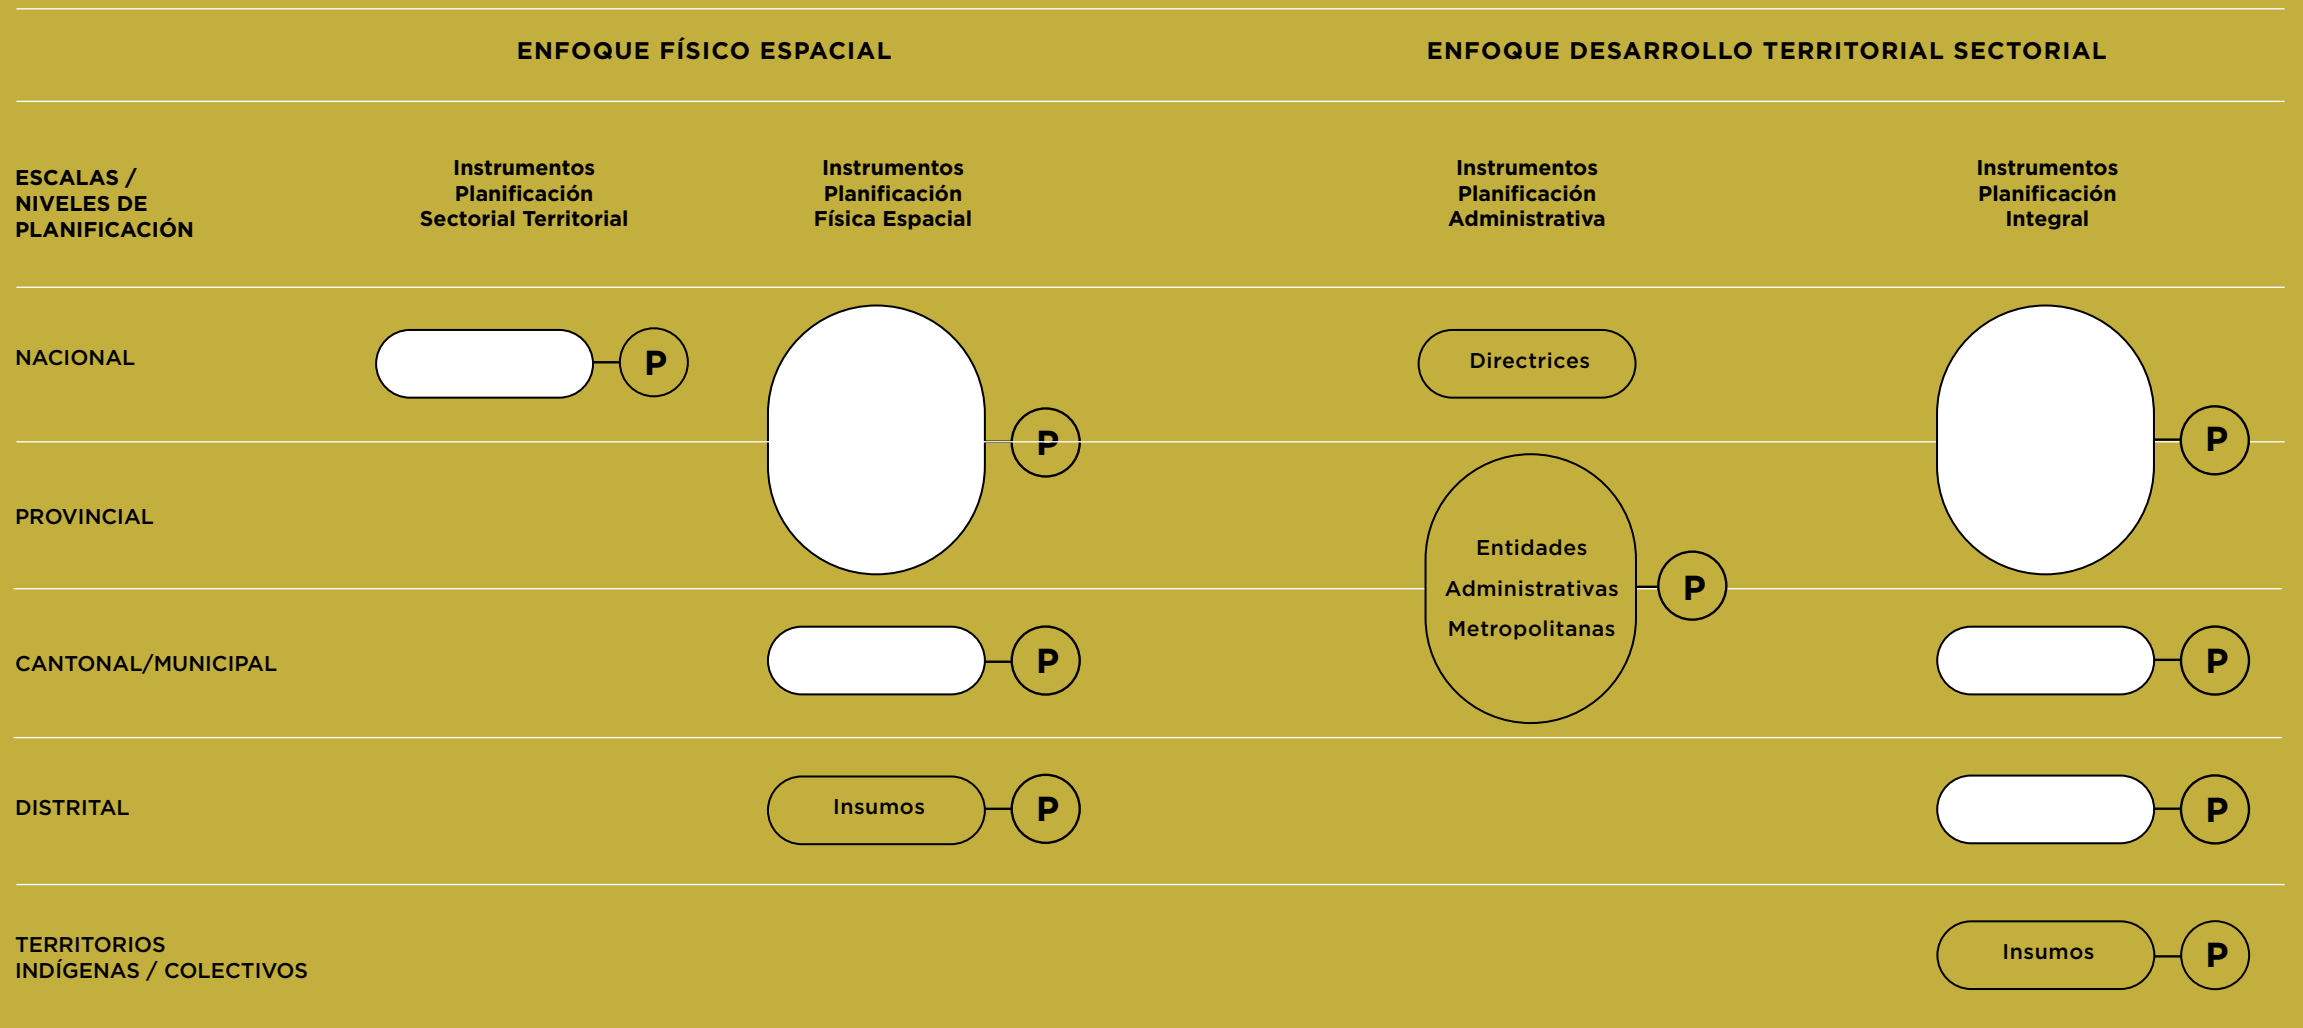 ENFOQUE FÍSICO ESPACIAL
ENFOQUE DESARROLLO TERRITORIAL SECTORIAL
ESCALAS /
NIVELES DE
PLANIFICACIÓN
Instrumentos
Planificación
Sectorial Territorial
Instrumentos
Planificación
Física Espacial
Instrumentos
Planificación
Administrativa
Instrumentos
Planificación
Integral
NACIONAL
P
P
Directrices
P
PROVINCIAL
Entidades
Administrativas
Metropolitanas
P
CANTONAL/MUNICIPAL
P
P
DISTRITAL
Insumos
P
P
TERRITORIOS
INDÍGENAS / COLECTIVOS
Insumos
P